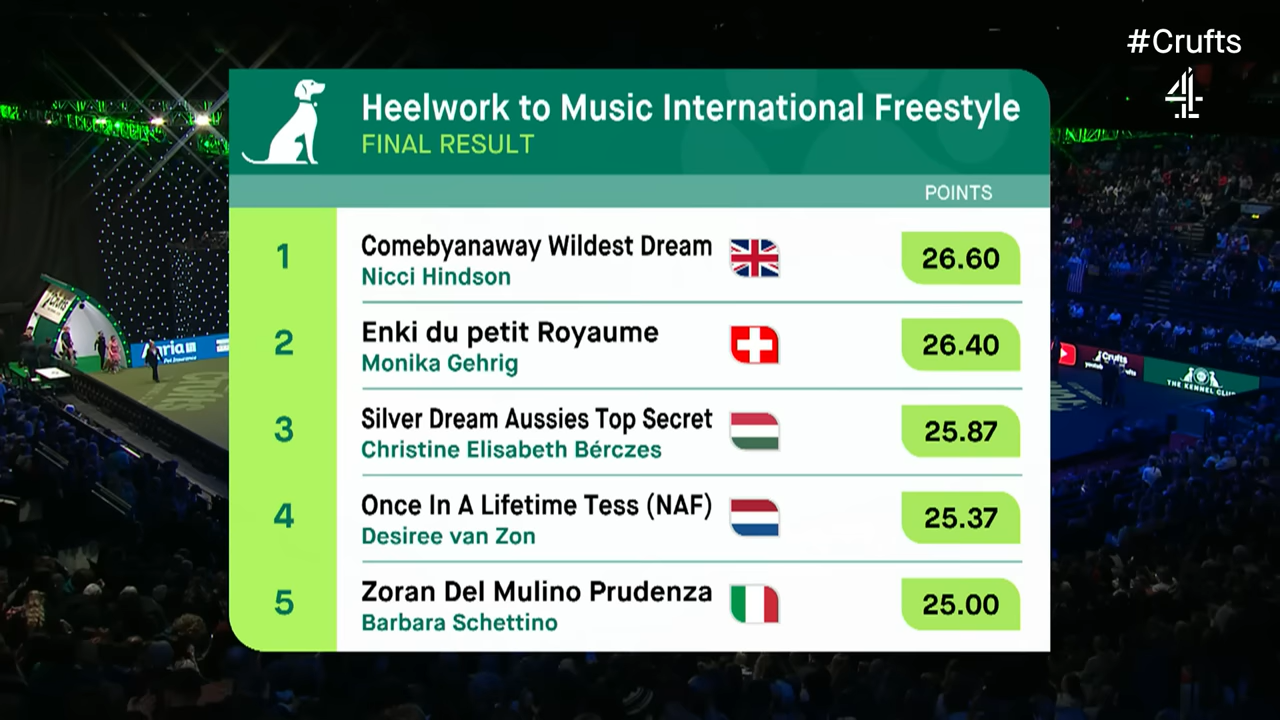 #Crufts
4
Heelwork to Music International Freestyle
FINAL RESULT
POINTS
1
Comebyanaway Wildest Dream
Nicci Hindson
26.60
2
Enki du petit Royaume
Monika Gehrig
26.40
3
Silver Dream Aussies Top Secret
Christine Elisabeth Bérczes
25.87
4
Once In A Lifetime Tess (NAF)
Desiree van Zon
25.37
5
Zoran Del Mulino Prudenza
Barbara Schettino
25.00
Crufts
THE KENNEL CLUB